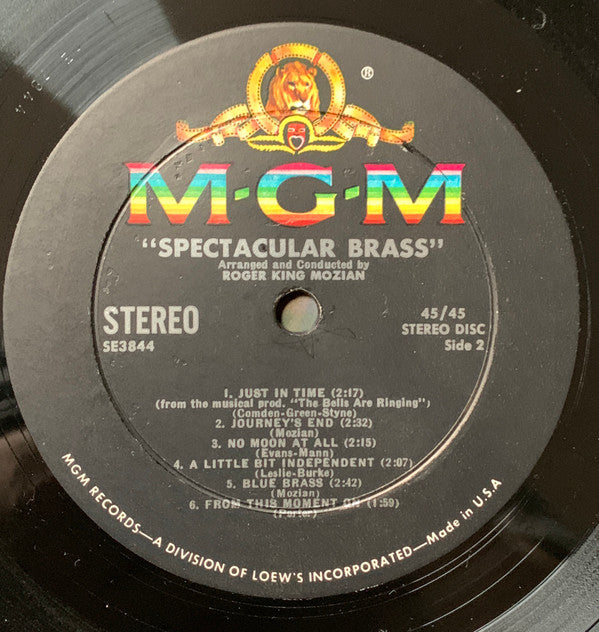 ®
M-G-M
"SPECTACULAR BRASS"
Arranged and Conducted by
ROGER KING MOZIAN
STEREO
SE3844
45/45
STEREO DISC
Side 2
1. JUST IN TIME (2:17)
(from the musical prod. "The Bells Are Ringing")
(Comden-Green-Styne)
2. JOURNEY'S END (2:32)
(Mozian)
3. NO MOON AT ALL (2:15)
(Evans-Mann)
4. A LITTLE BIT INDEPENDENT (2:07)
(Leslie-Burke)
5. BLUE BRASS (2:42)
(Mozian)
6. FROM THIS MOMENT ON (1:59)
(Porter)
MGM RECORDS—A DIVISION OF LOEW'S INCORPORATED—Made in U.S.A